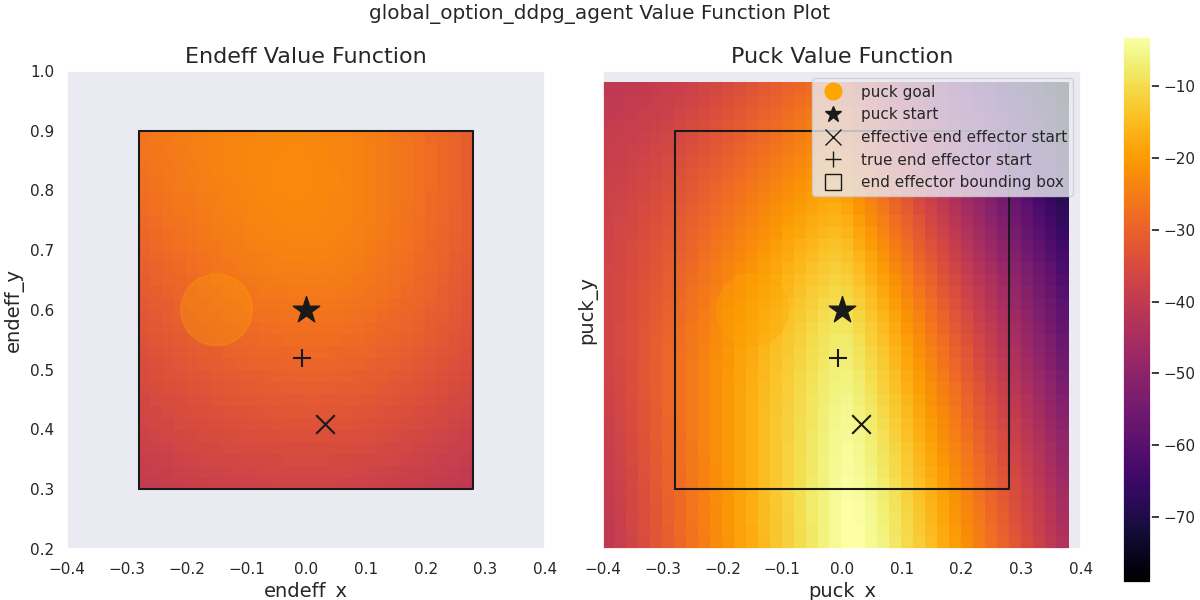 global_option_ddpg_agent Value Function Plot
Endeff Value Function
endeff_y
1.0
0.9
0.8
0.7
0.6
0.5
0.4
0.3
0.2
−0.4 −0.3 −0.2 −0.1 0.0 0.1 0.2 0.3 0.4
endeff_x
Puck Value Function
puck_y
puck goal
puck start
effective end effector start
true end effector start
end effector bounding box
−0.4 −0.3 −0.2 −0.1 0.0 0.1 0.2 0.3 0.4
puck_x
−10
−20
−30
−40
−50
−60
−70